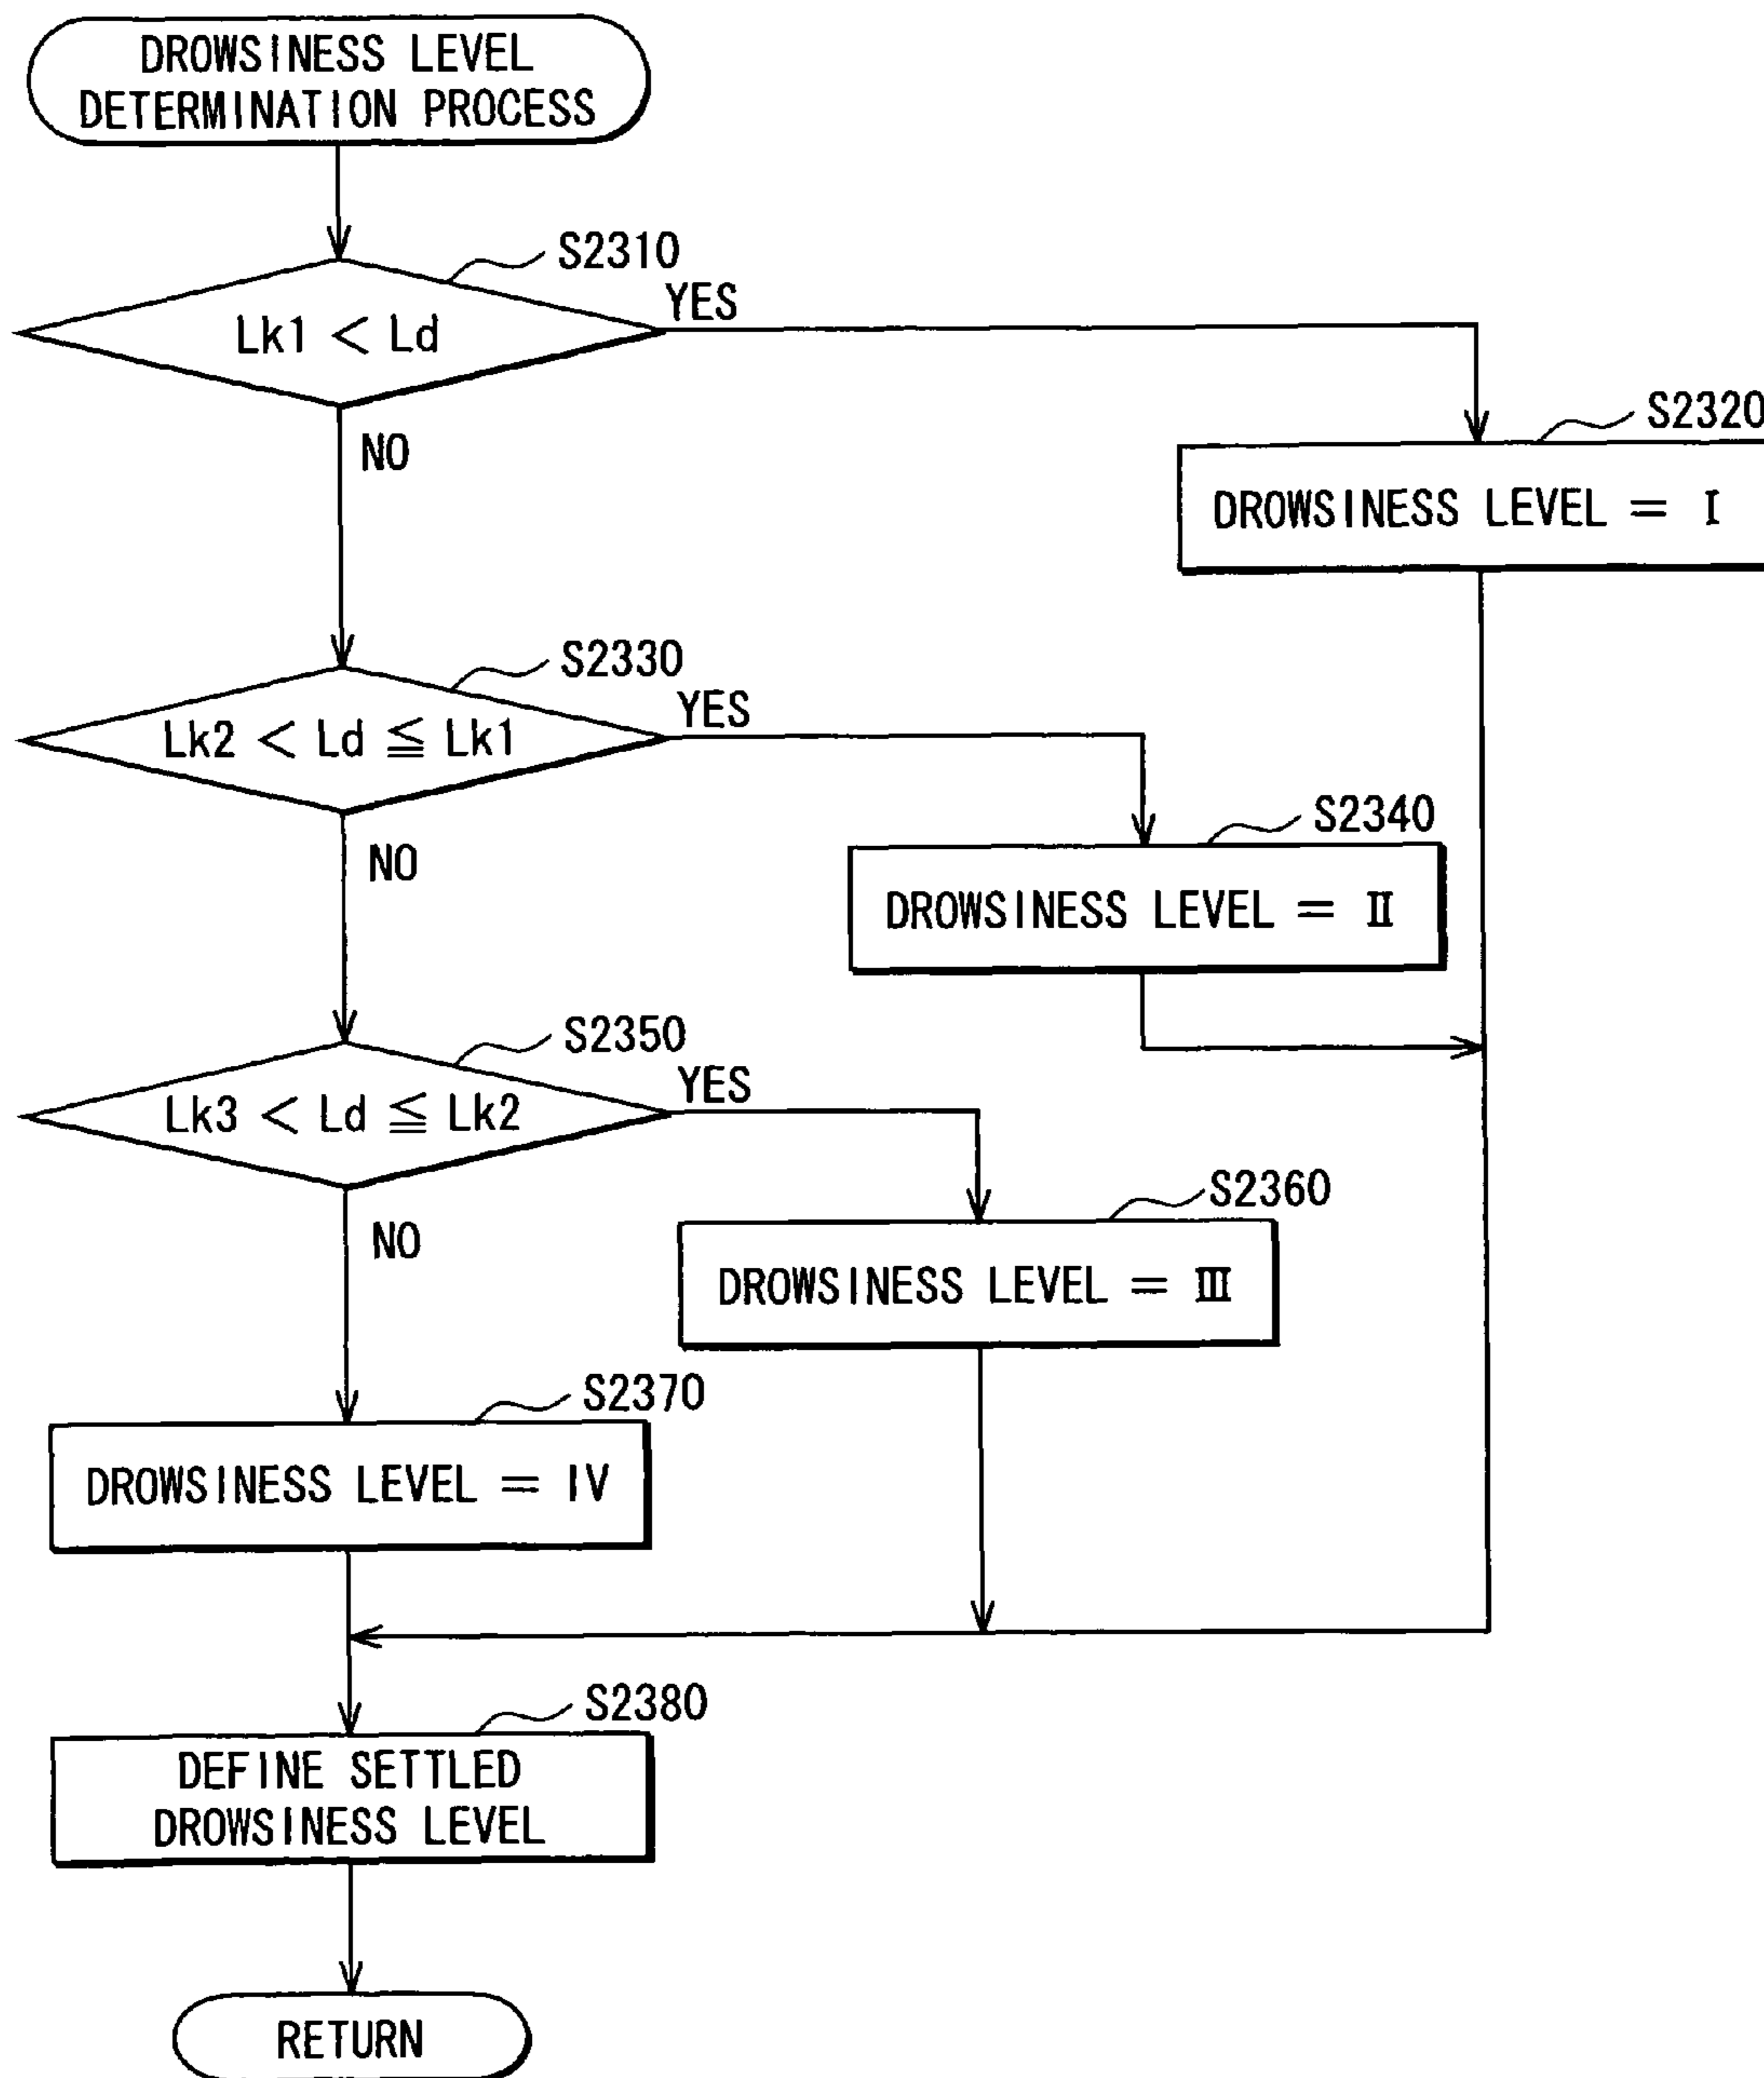 DROWSINESS LEVEL
DETERMINATION PROCESS
S2310
Lk1 < Ld
YES
NO
S2320
DROWSINESS LEVEL = I
S2330
Lk2 < Ld ≦ Lk1
YES
NO
S2340
DROWSINESS LEVEL = II
S2350
Lk3 < Ld ≦ Lk2
YES
NO
S2360
DROWSINESS LEVEL = III
S2370
DROWSINESS LEVEL = IV
S2380
DEFINE SETTLED
DROWSINESS LEVEL
RETURN